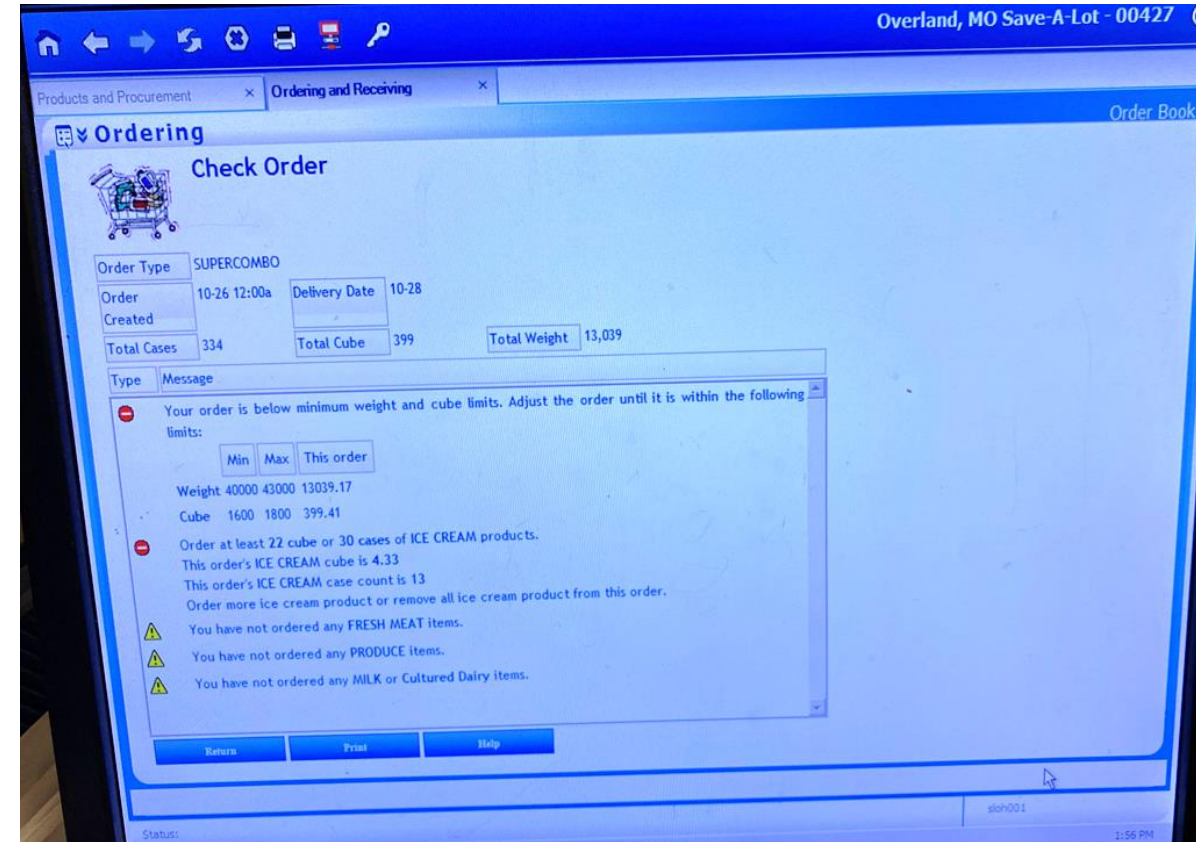 Overland, MO Save-A-Lot - 00427
Products and Procurement × Ordering and Receiving ×
Order Book
Ordering
Check Order
Order Type SUPERCOMBO
Order Created 10-26 12:00a Delivery Date 10-28
Total Cases 334 Total Cube 399 Total Weight 13,039
Type Message
Your order is below minimum weight and cube limits. Adjust the order until it is within the following
limits:
Min Max This order
Weight 40000 43000 13039.17
Cube 1600 1800 399.41
Order at least 22 cube or 30 cases of ICE CREAM products.
This order's ICE CREAM cube is 4.33
This order's ICE CREAM case count is 13
Order more ice cream product or remove all ice cream product from this order.
You have not ordered any FRESH MEAT items.
You have not ordered any PRODUCE items.
You have not ordered any MILK or Cultured Dairy items.
Return Print Help
sloh001
Status: 1:56 PM